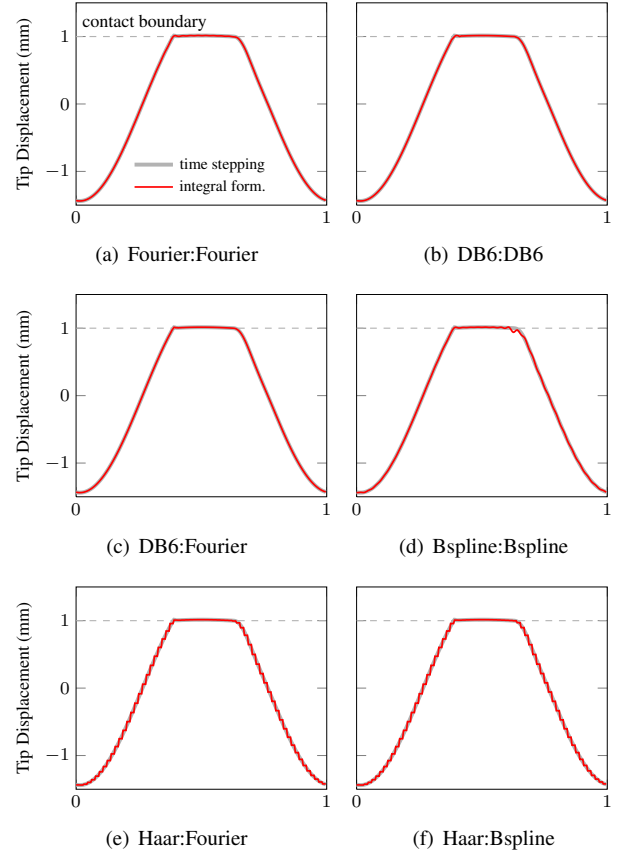 contact boundary
Tip Displacement (mm)
1
0
−1
time stepping
integral form.
0 1
0 1
(a) Fourier:Fourier
(b) DB6:DB6
Tip Displacement (mm)
1
0
−1
0 1
0 1
(c) DB6:Fourier
(d) Bspline:Bspline
Tip Displacement (mm)
1
0
−1
0 1
0 1
(e) Haar:Fourier
(f) Haar:Bspline